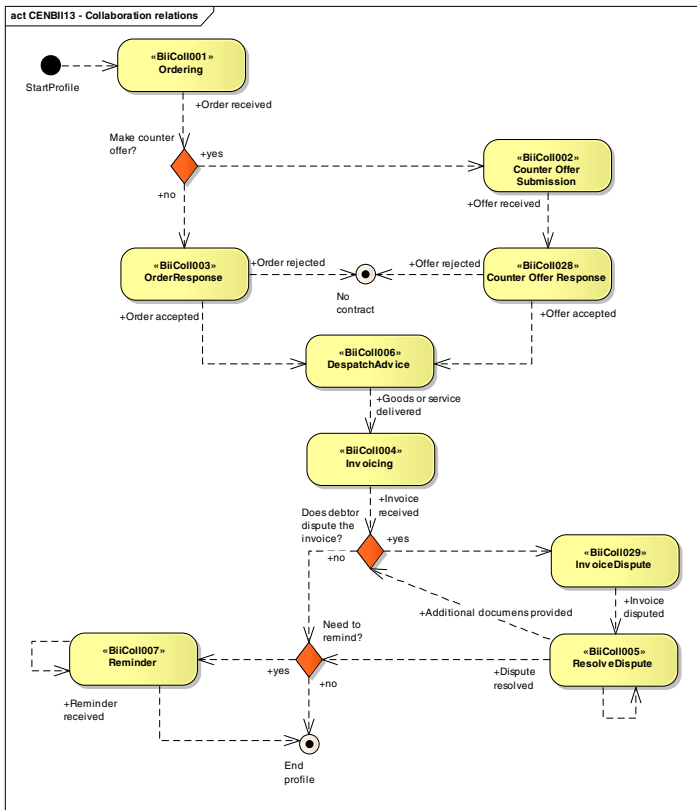 act CENBII13 - Collaboration relations
«BiiColl001»
Ordering
StartProfile
+Order received
Make counter
offer?
+yes
«BiiColl002»
Counter Offer
Submission
+no
+Offer received
«BiiColl003»
OrderResponse
+Order rejected
+Offer rejected
«BiiColl028»
Counter Offer Response
No
contract
+Order accepted
+Offer accepted
«BiiColl006»
DespatchAdvice
+Goods or service
delivered
«BiiColl004»
Invoicing
+Invoice
received
Does debtor
dispute the
invoice?
+yes
+no
«BiiColl029»
InvoiceDispute
+Additional documens provided
+Invoice
disputed
Need to
remind?
«BiiColl007»
Reminder
+yes
+no
+Dispute
resolved
«BiiColl005»
ResolveDispute
+Reminder
received
End
profile